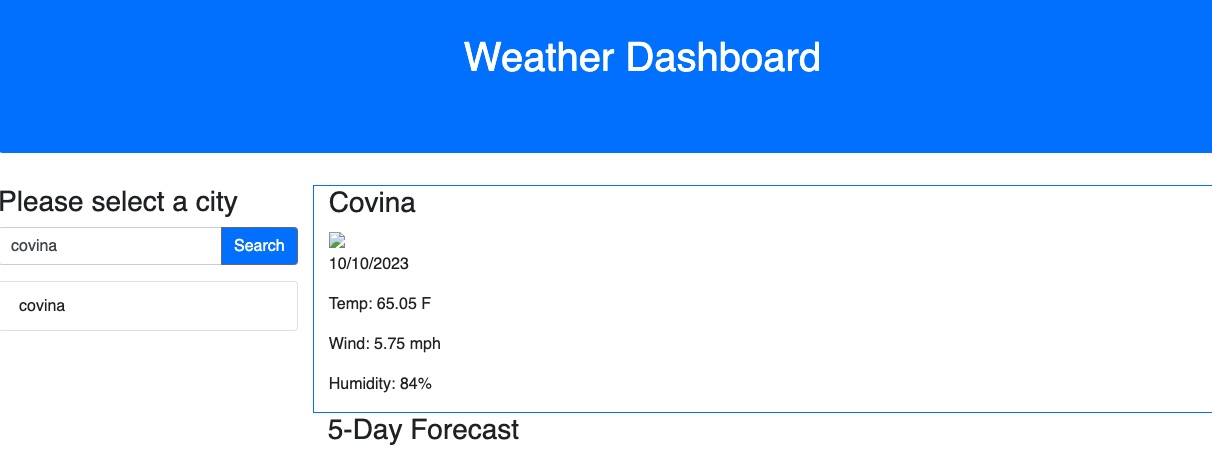 Weather Dashboard
Please select a city
covina
Search
covina
Covina
10/10/2023
Temp: 65.05 F
Wind: 5.75 mph
Humidity: 84%
5-Day Forecast